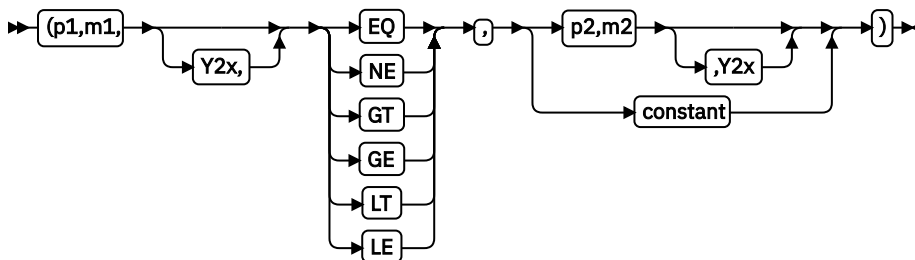 (p1,m1, EQ , p2,m2 )
Y2x, NE ,Y2x
GT constant
GE
LT
LE